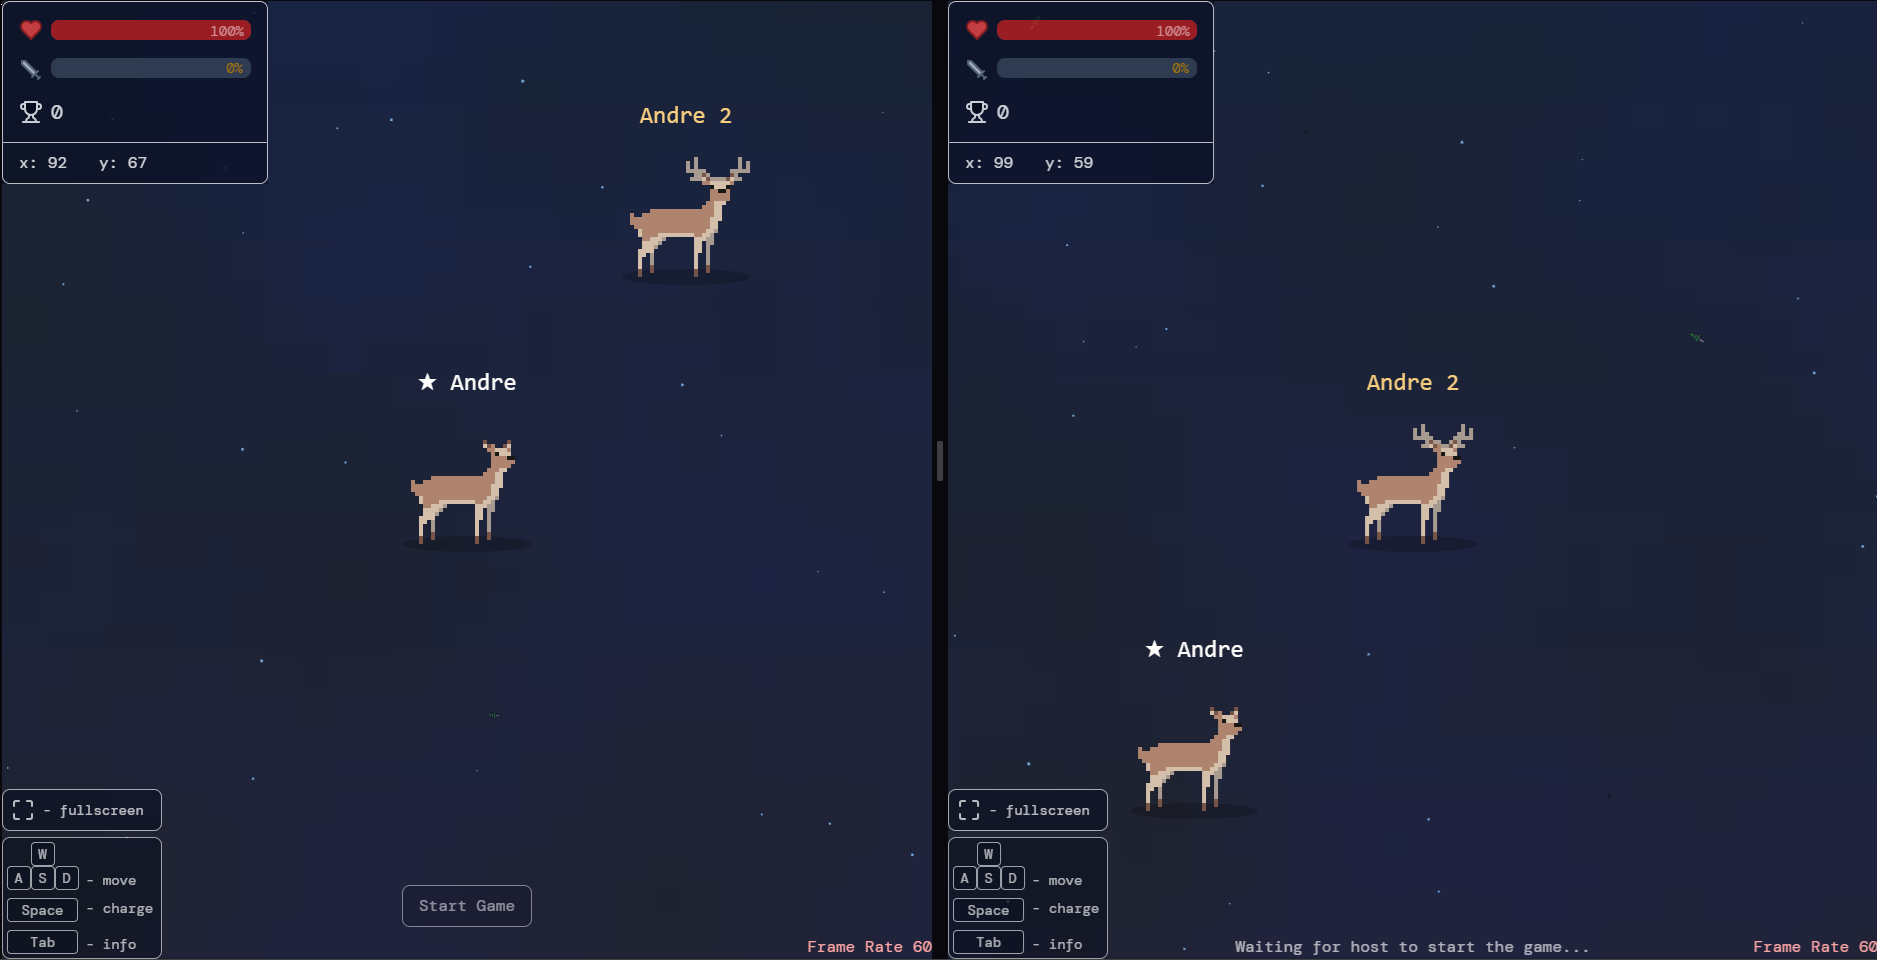 100%
0%
0
x: 92 y: 67
Andre 2
★ Andre
- fullscreen
W
A S D - move
Space - charge
Tab - info
Start Game
Frame Rate 60
100%
0%
0
x: 99 y: 59
Andre 2
★ Andre
- fullscreen
W
A S D - move
Space - charge
Tab - info
Waiting for host to start the game...
Frame Rate 60